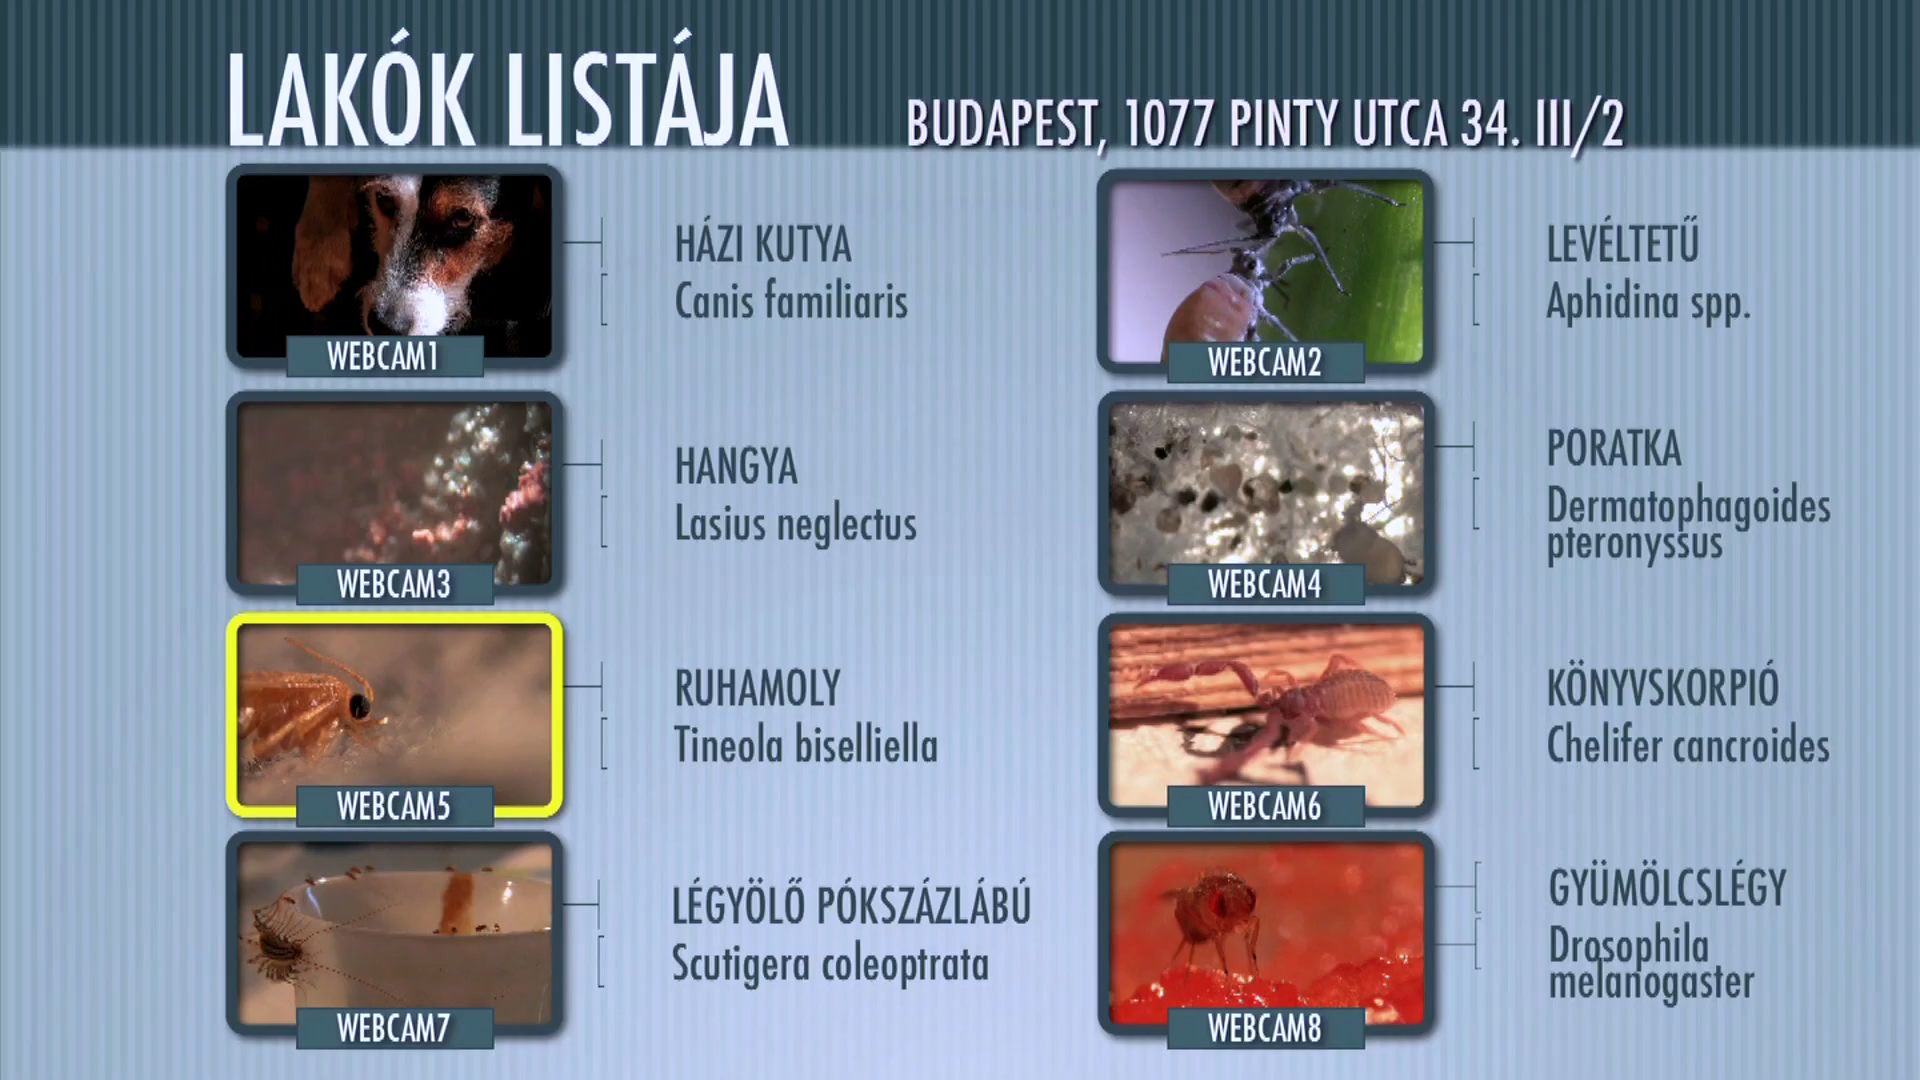 LAKÓK LISTÁJA
BUDAPEST, 1077 PINTY UTCA 34. III/2
WEBCAM1
HÁZI KUTYA
Canis familiaris
WEBCAM2
LEVÉLTETŰ
Aphidina spp.
WEBCAM3
HANGYA
Lasius neglectus
WEBCAM4
PORATKA
Dermatophagoides
pteronyssus
WEBCAM5
RUHAMOLY
Tineola biselliella
WEBCAM6
KÖNYVSKORPIÓ
Chelifer cancroides
WEBCAM7
LÉGYÖLŐ PÓKSZÁZLÁBÚ
Scutigera coleoptrata
WEBCAM8
GYÜMÖLCSLÉGY
Drosophila
melanogaster